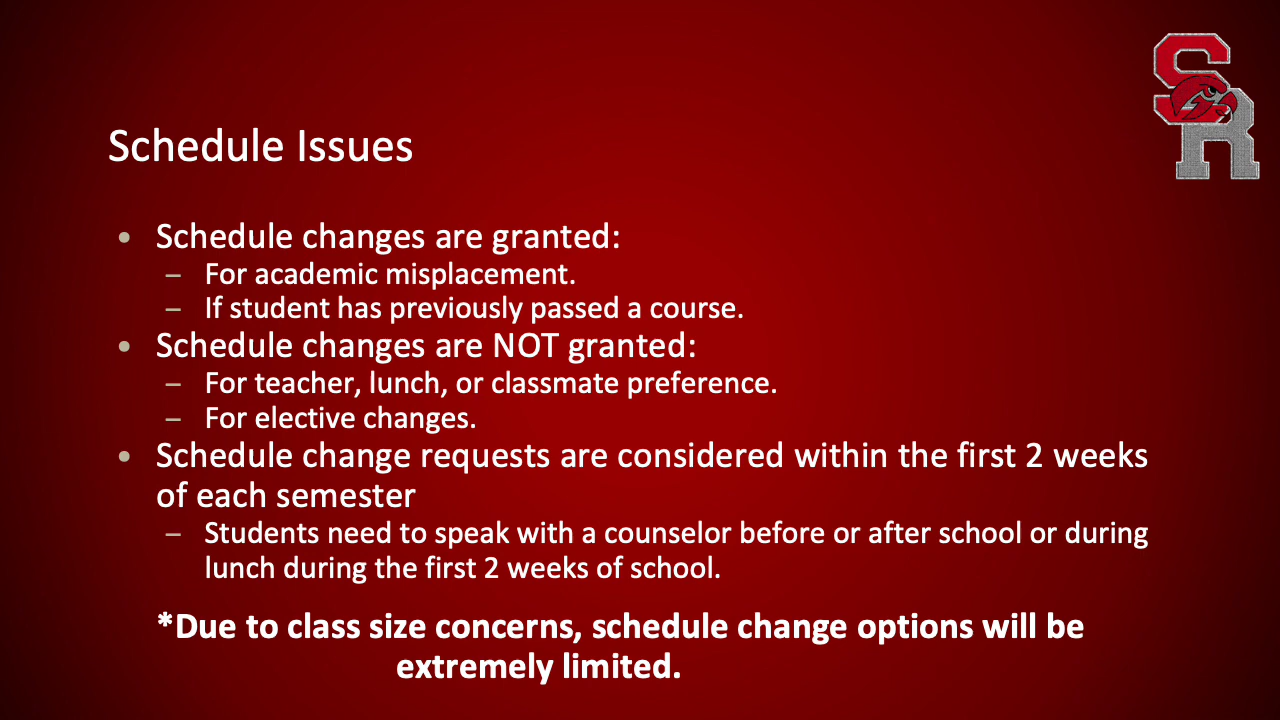 SR
Schedule Issues
• Schedule changes are granted:
– For academic misplacement.
– If student has previously passed a course.
• Schedule changes are NOT granted:
– For teacher, lunch, or classmate preference.
– For elective changes.
• Schedule change requests are considered within the first 2 weeks
of each semester
– Students need to speak with a counselor before or after school or during
lunch during the first 2 weeks of school.
*Due to class size concerns, schedule change options will be
extremely limited.